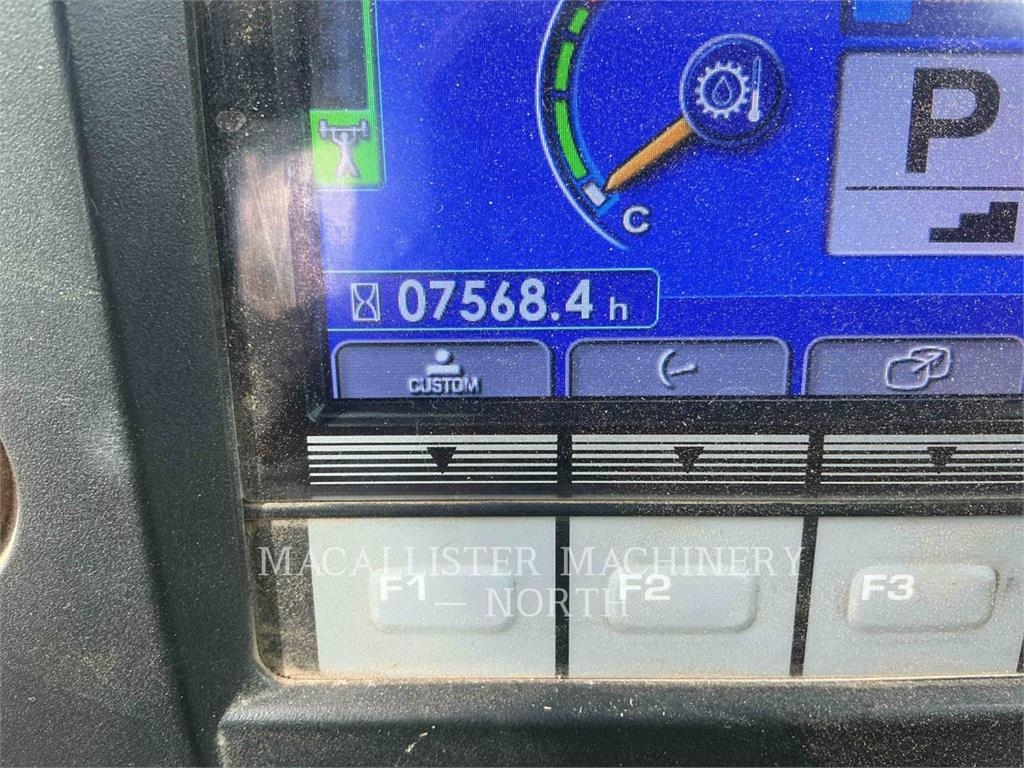 P
C
07568.4 h
CUSTOM
MACALLISTER MACHINERY
— NORTH —
F1 F2 F3